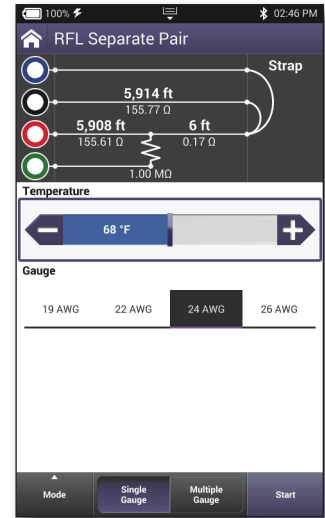 100% 02:46 PM
RFL Separate Pair
Strap
5,914 ft
155.77 Ω
5,908 ft 6 ft
155.61 Ω 0.17 Ω
1.00 MΩ
Temperature
68 °F
Gauge
19 AWG 22 AWG 24 AWG 26 AWG
Mode Single Gauge Multiple Gauge Start